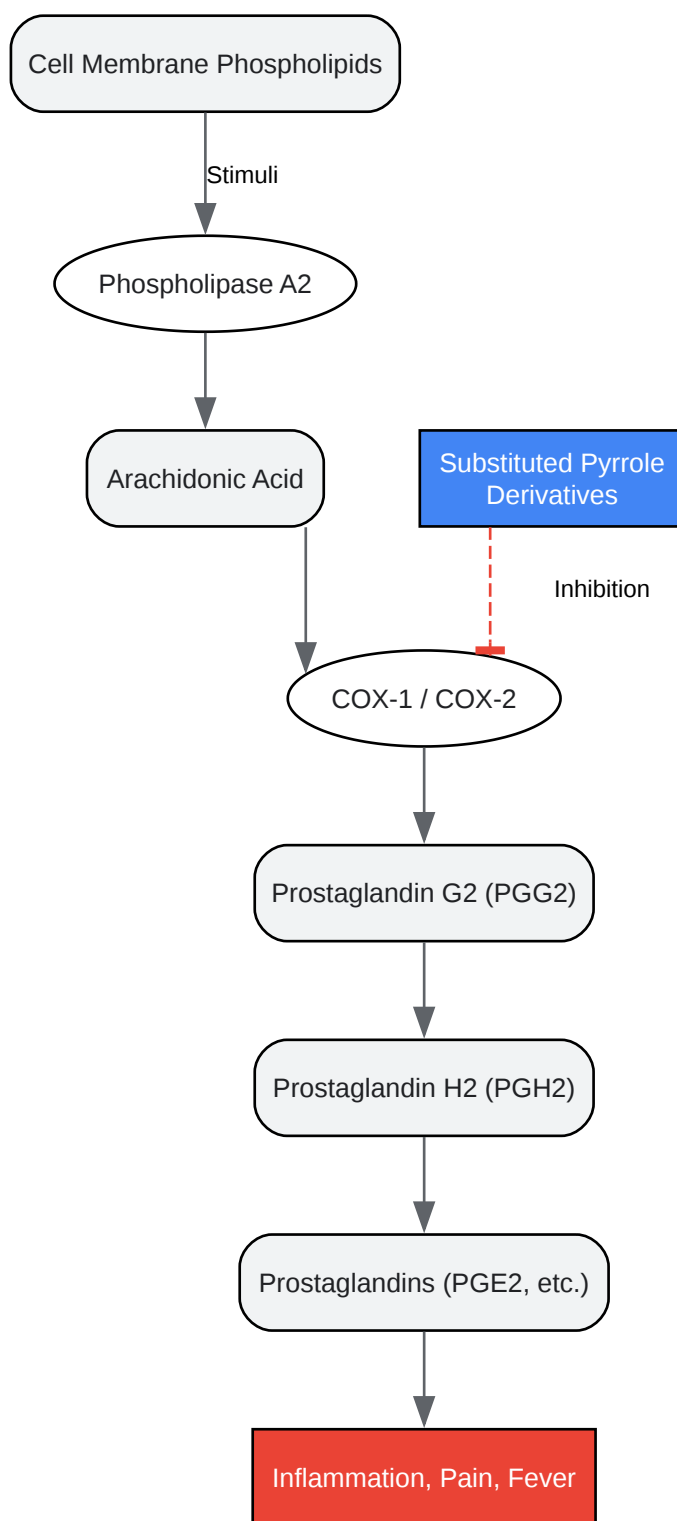 Cell Membrane Phospholipids
Stimuli
Phospholipase A2
Arachidonic Acid
Substituted Pyrrole
Derivatives
Inhibition
COX-1 / COX-2
Prostaglandin G2 (PGG2)
Prostaglandin H2 (PGH2)
Prostaglandins (PGE2, etc.)
Inflammation, Pain, Fever